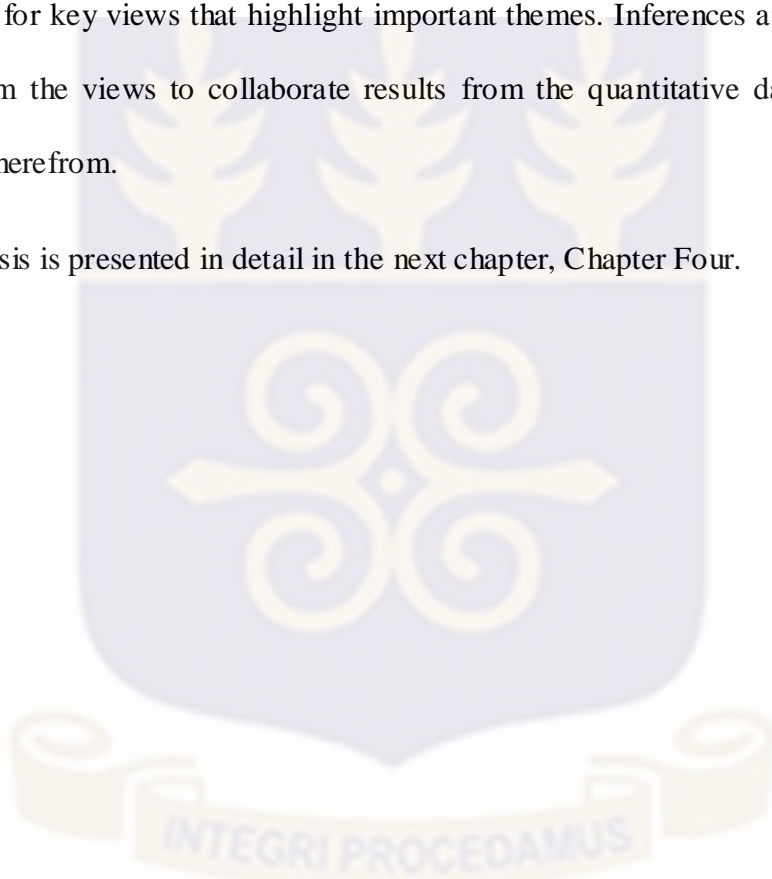 for key views that highlight important themes. Inferences a
m the views to collaborate results from the quantitative da
herefrom.
sis is presented in detail in the next chapter, Chapter Four.
INTEGRI PROCEDAMUS